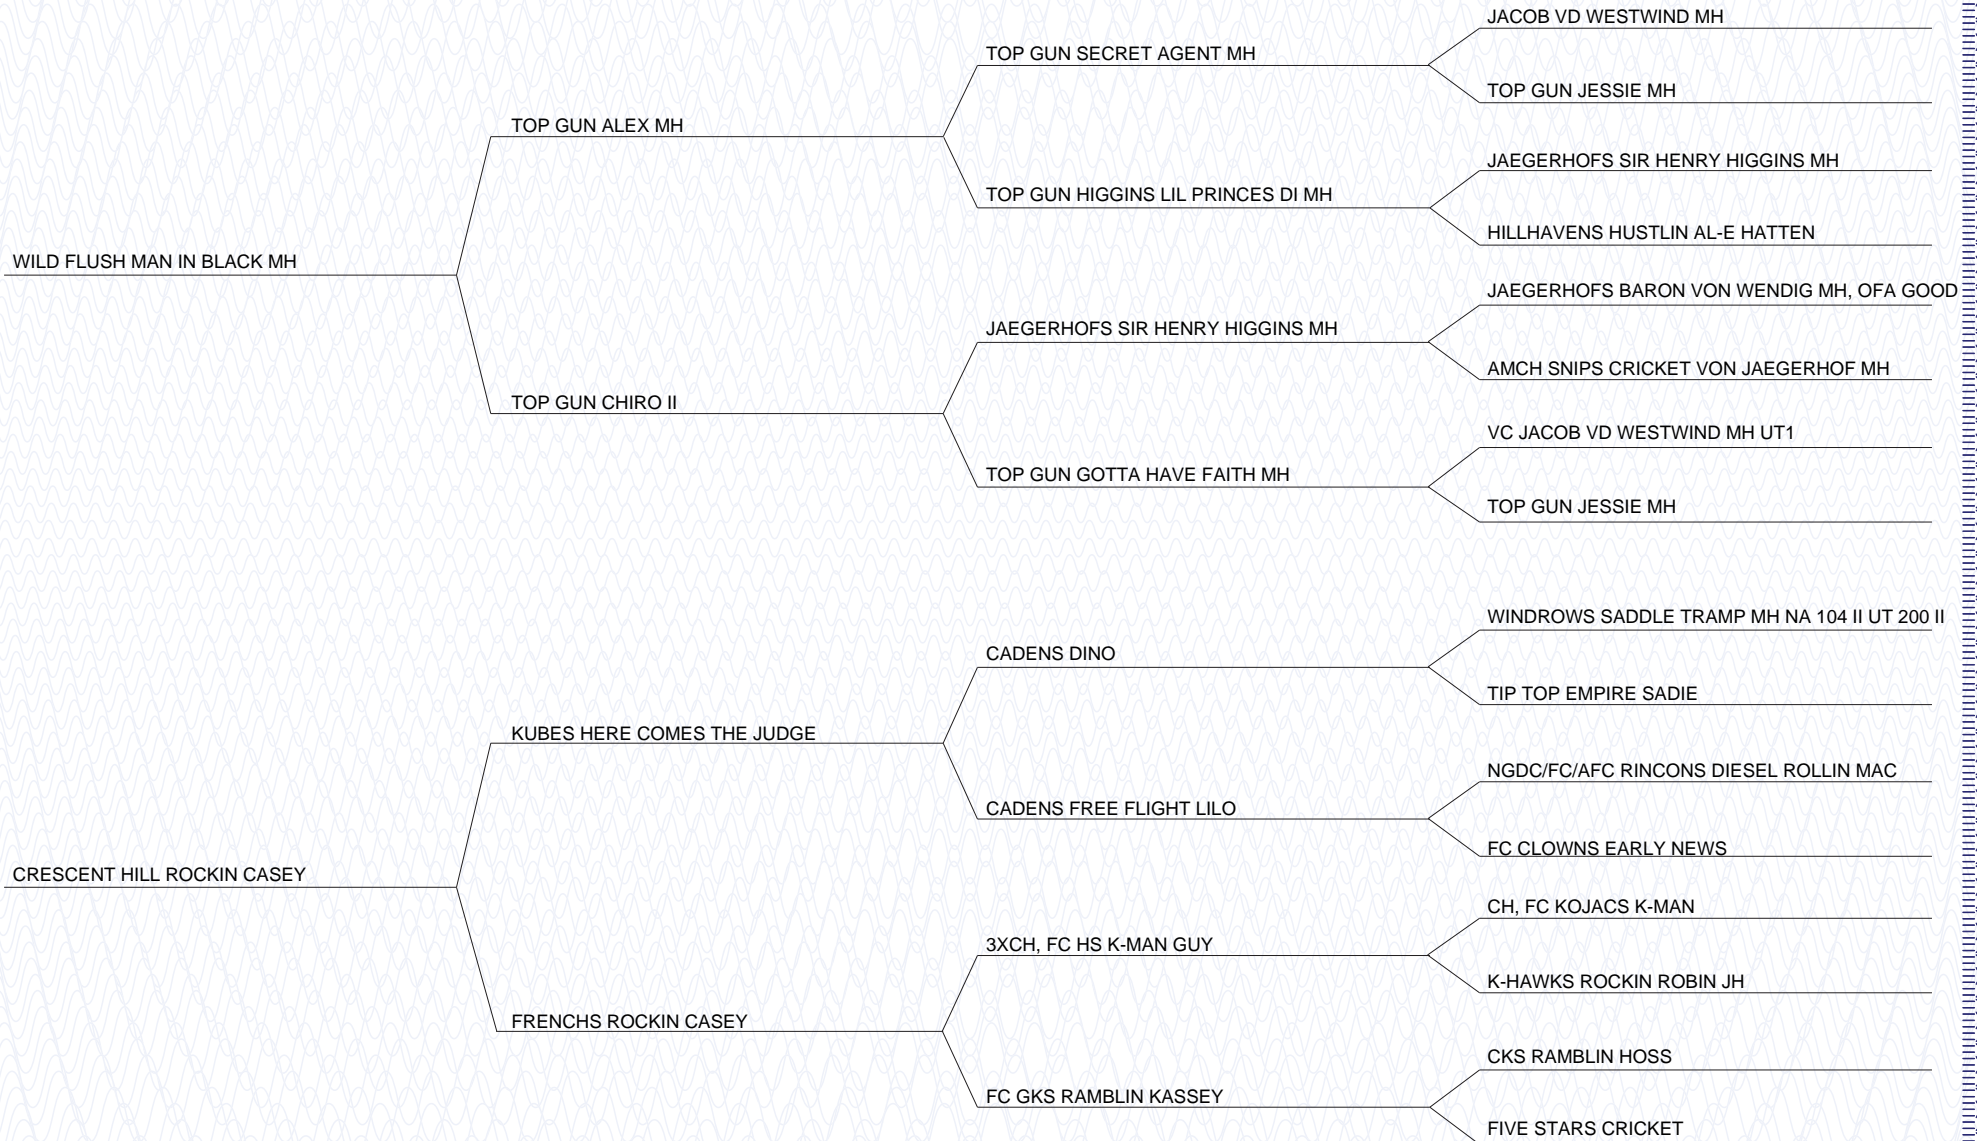 JACOB VD WESTWIND MH
TOP GUN SECRET AGENT MH
TOP GUN JESSIE MH
TOP GUN ALEX MH
JAEGERHOFS SIR HENRY HIGGINS MH
TOP GUN HIGGINS LIL PRINCES DI MH
HILLHAVENS HUSTLIN AL-E HATTEN
WILD FLUSH MAN IN BLACK MH
JAEGERHOFS BARON VON WENDIG MH, OFA GOOD
JAEGERHOFS SIR HENRY HIGGINS MH
AMCH SNIPS CRICKET VON JAEGERHOF MH
TOP GUN CHIRO II
VC JACOB VD WESTWIND MH UT1
TOP GUN GOTTA HAVE FAITH MH
TOP GUN JESSIE MH
WINDROWS SADDLE TRAMP MH NA 104 II UT 200 II
CADENS DINO
TIP TOP EMPIRE SADIE
KUBES HERE COMES THE JUDGE
NGDC/FC/AFC RINCONS DIESEL ROLLIN MAC
CADENS FREE FLIGHT LILO
FC CLOWNS EARLY NEWS
CRESCENT HILL ROCKIN CASEY
CH, FC KOJACS K-MAN
3XCH, FC HS K-MAN GUY
K-HAWKS ROCKIN ROBIN JH
FRENCHS ROCKIN CASEY
CKS RAMBLIN HOSS
FC GKS RAMBLIN KASSEY
FIVE STARS CRICKET